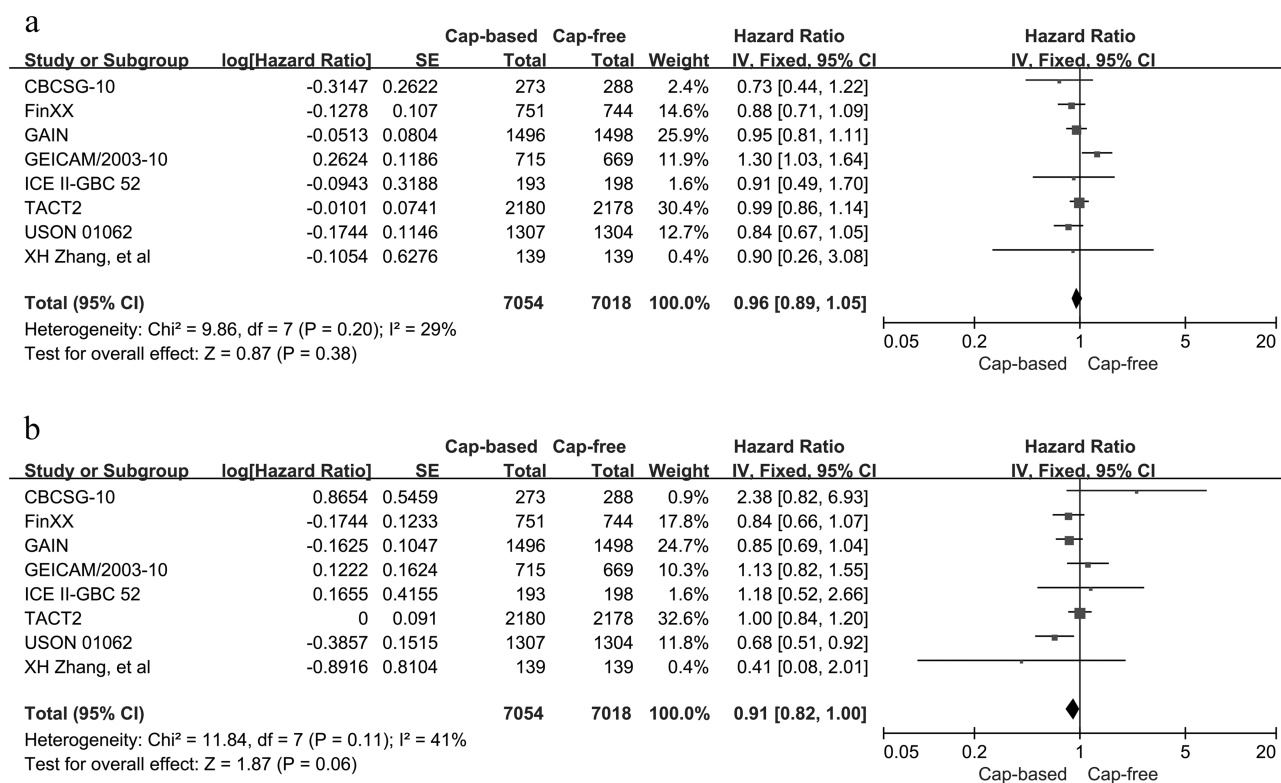 a
Cap-based Cap-free Hazard Ratio Hazard Ratio
Study or Subgroup log[Hazard Ratio] SE Total Total Weight IV, Fixed, 95% CI IV, Fixed, 95% CI
CBCSG-10 -0.3147 0.2622 273 288 2.4% 0.73 [0.44, 1.22]
FinXX -0.1278 0.107 751 744 14.6% 0.88 [0.71, 1.09]
GAIN -0.0513 0.0804 1496 1498 25.9% 0.95 [0.81, 1.11]
GEICAM/2003-10 0.2624 0.1186 715 669 11.9% 1.30 [1.03, 1.64]
ICE II-GBC 52 -0.0943 0.3188 193 198 1.6% 0.91 [0.49, 1.70]
TACT2 -0.0101 0.0741 2180 2178 30.4% 0.99 [0.86, 1.14]
USON 01062 -0.1744 0.1146 1307 1304 12.7% 0.84 [0.67, 1.05]
XH Zhang, et al -0.1054 0.6276 139 139 0.4% 0.90 [0.26, 3.08]
Total (95% CI) 7054 7018 100.0% 0.96 [0.89, 1.05]
Heterogeneity: Chi² = 9.86, df = 7 (P = 0.20); I² = 29%
Test for overall effect: Z = 0.87 (P = 0.38)
0.05 0.2 1 5 20
Cap-based Cap-free
b
Cap-based Cap-free Hazard Ratio Hazard Ratio
Study or Subgroup log[Hazard Ratio] SE Total Total Weight IV, Fixed, 95% CI IV, Fixed, 95% CI
CBCSG-10 0.8654 0.5459 273 288 0.9% 2.38 [0.82, 6.93]
FinXX -0.1744 0.1233 751 744 17.8% 0.84 [0.66, 1.07]
GAIN -0.1625 0.1047 1496 1498 24.7% 0.85 [0.69, 1.04]
GEICAM/2003-10 0.1222 0.1624 715 669 10.3% 1.13 [0.82, 1.55]
ICE II-GBC 52 0.1655 0.4155 193 198 1.6% 1.18 [0.52, 2.66]
TACT2 0 0.091 2180 2178 32.6% 1.00 [0.84, 1.20]
USON 01062 -0.3857 0.1515 1307 1304 11.8% 0.68 [0.51, 0.92]
XH Zhang, et al -0.8916 0.8104 139 139 0.4% 0.41 [0.08, 2.01]
Total (95% CI) 7054 7018 100.0% 0.91 [0.82, 1.00]
Heterogeneity: Chi² = 11.84, df = 7 (P = 0.11); I² = 41%
Test for overall effect: Z = 1.87 (P = 0.06)
0.05 0.2 1 5 20
Cap-based Cap-free